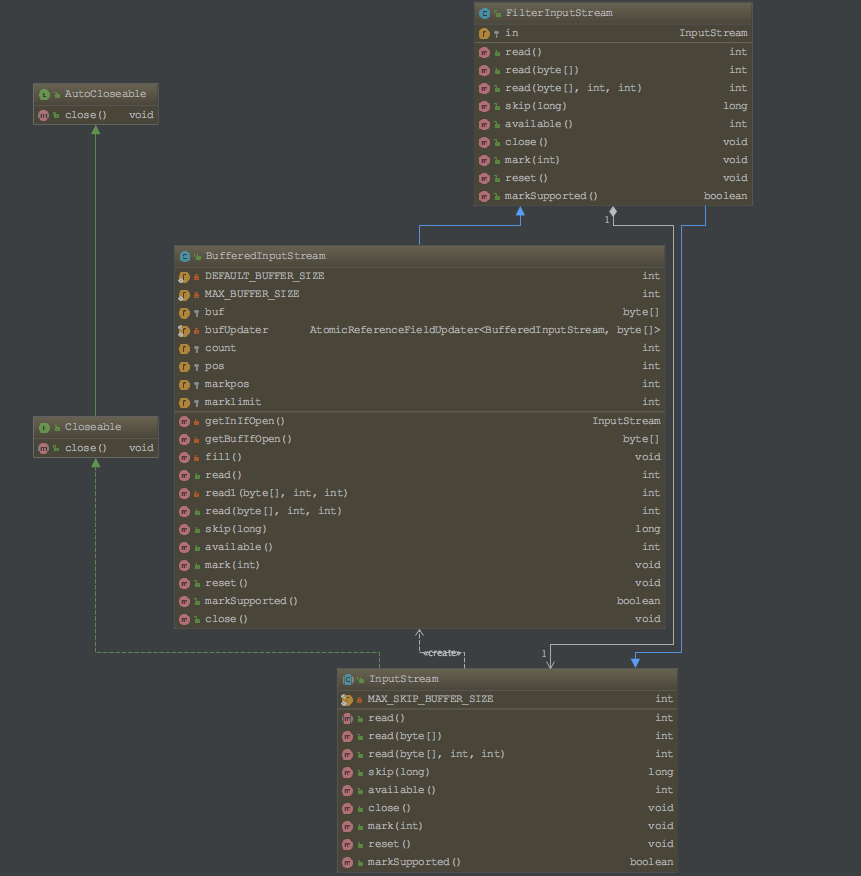 FilterInputStream
in InputStream
read() int
read(byte[]) int
read(byte[], int, int) int
skip(long) long
available() int
close() void
mark(int) void
reset() void
markSupported() boolean
AutoCloseable
close() void
1
BufferedInputStream
DEFAULT_BUFFER_SIZE int
MAX_BUFFER_SIZE int
buf byte[]
bufUpdater AtomicReferenceFieldUpdater<BufferedInputStream, byte[]>
count int
pos int
markpos int
marklimit int
getInIfOpen() InputStream
getBufIfOpen() byte[]
fill() void
read() int
read1(byte[], int, int) int
read(byte[], int, int) int
skip(long) long
available() int
mark(int) void
reset() void
markSupported() boolean
close() void
Closeable
close() void
«create»
1
InputStream
MAX_SKIP_BUFFER_SIZE int
read() int
read(byte[]) int
read(byte[], int, int) int
skip(long) long
available() int
close() void
mark(int) void
reset() void
markSupported() boolean